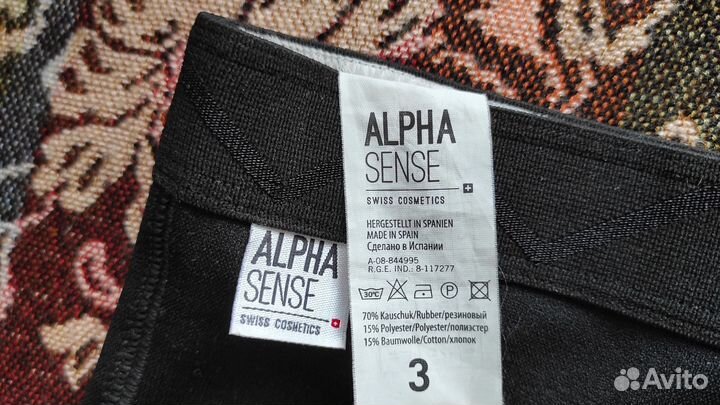 ALPHA
SENSE
SWISS COSMETICS
HERGESTELLT IN SPANIEN
MADE IN SPAIN
Сделано в Испании
A-08-844995
R.G.E. IND.: 8-117277
30°C
P
70% Kauschuk/Rubber/резиновый
15% Polyester/Polyester/полиэстер
15% Baumwolle/Cotton/хлопок
3
ALPHA
SENSE
SWISS COSMETICS
Avito